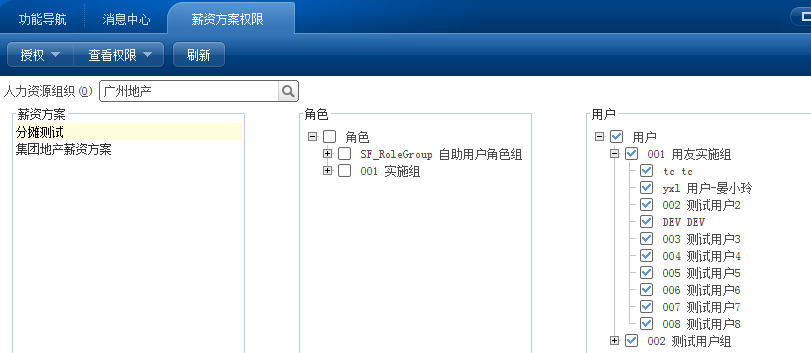 功能导航 消息中心 薪资方案权限
授权 查看权限 刷新
人力资源组织(O) 广州地产
薪资方案
分摊测试
集团地产薪资方案
角色
角色
SF_RoleGroup 自助用户角色组
001 实施组
用户
用户
001 用友实施组
tc tc
yxl 用户-晏小玲
002 测试用户2
DEV DEV
003 测试用户3
004 测试用户4
005 测试用户5
006 测试用户6
007 测试用户7
008 测试用户8
002 测试用户组